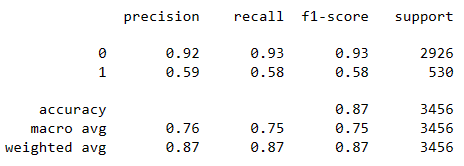 precision recall f1-score support
0 0.92 0.93 0.93 2926
1 0.59 0.58 0.58 530
accuracy 0.87 3456
macro avg 0.76 0.75 0.75 3456
weighted avg 0.87 0.87 0.87 3456